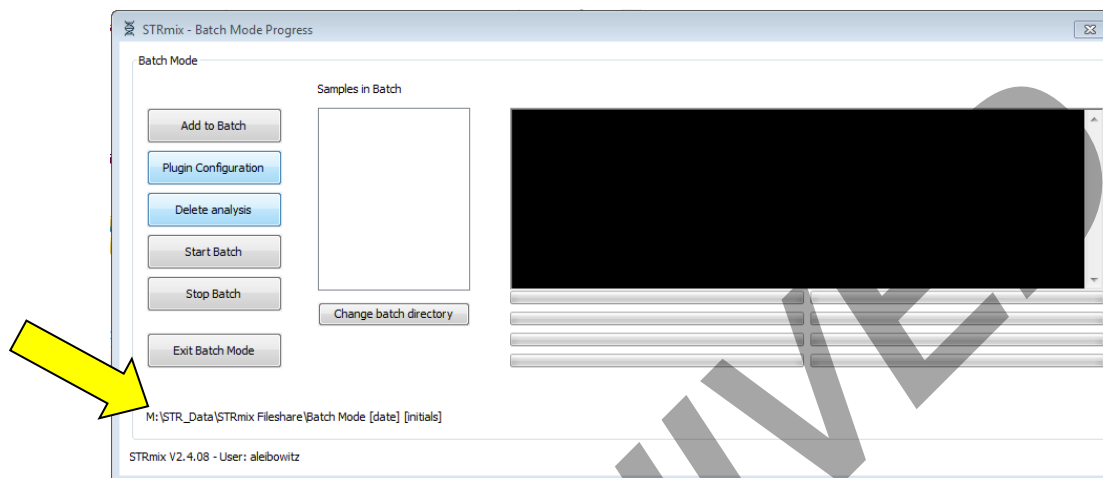 STRmix - Batch Mode Progress
Batch Mode
Samples in Batch
Add to Batch
Plugin Configuration
Delete analysis
Start Batch
Stop Batch
Change batch directory
Exit Batch Mode
M:\STR_Data\STRmix Fileshare\Batch Mode [date] [initials]
STRmix V2.4.08 - User: aleibowitz